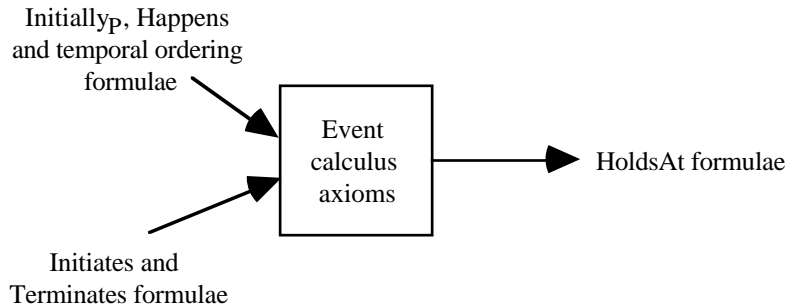 InitiallyP, Happens
and temporal ordering
formulae
Event
calculus
axioms
HoldsAt formulae
Initiates and
Terminates formulae